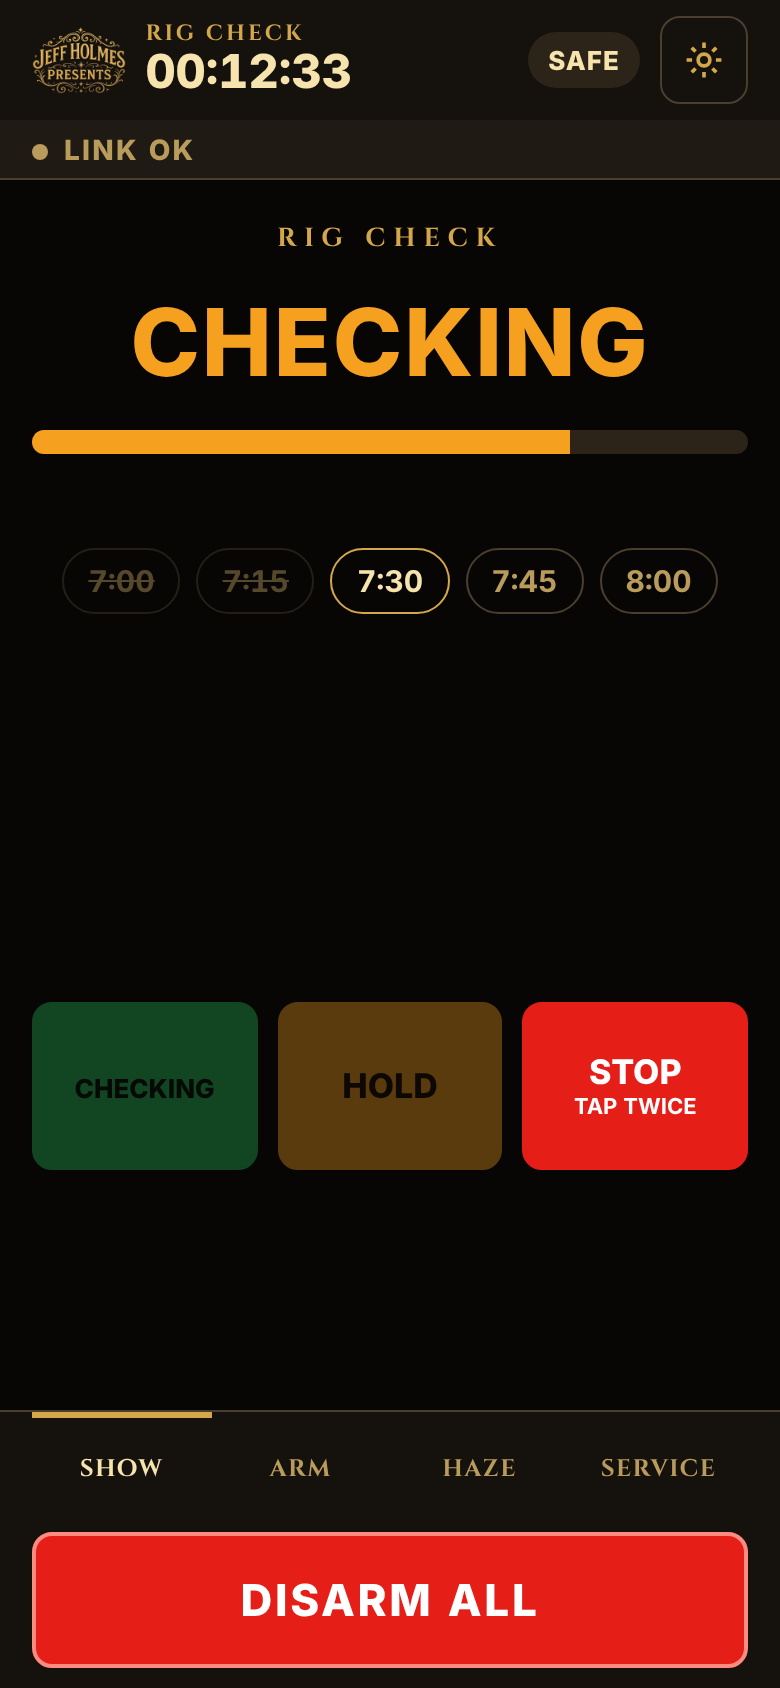 JEFF HOLMES
PRESENTS
RIG CHECK
00:12:33
SAFE
LINK OK
RIG CHECK
CHECKING
7:00 7:15 7:30 7:45 8:00
CHECKING
HOLD
STOP
TAP TWICE
SHOW ARM HAZE SERVICE
DISARM ALL